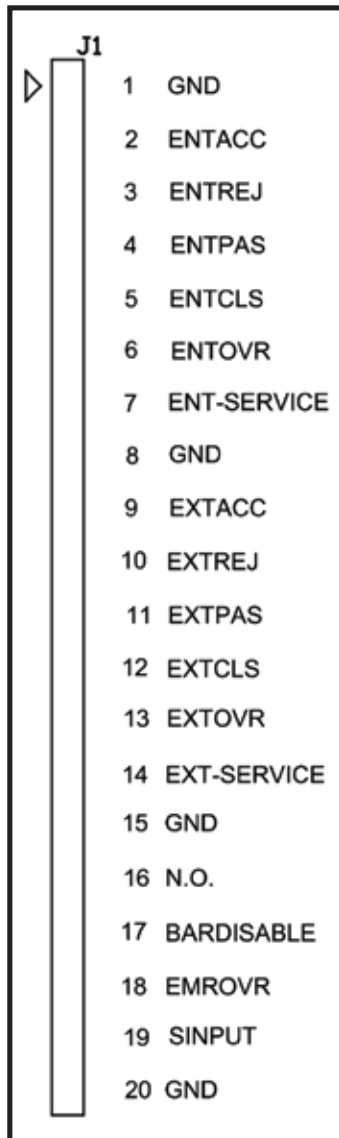 J1
1 GND
2 ENTACC
3 ENTREJ
4 ENTPAS
5 ENTCLS
6 ENTOVR
7 ENT-SERVICE
8 GND
9 EXTACC
10 EXTREJ
11 EXTPAS
12 EXTCLS
13 EXTOVR
14 EXT-SERVICE
15 GND
16 N.O.
17 BARDISABLE
18 EMROVR
19 SINPUT
20 GND